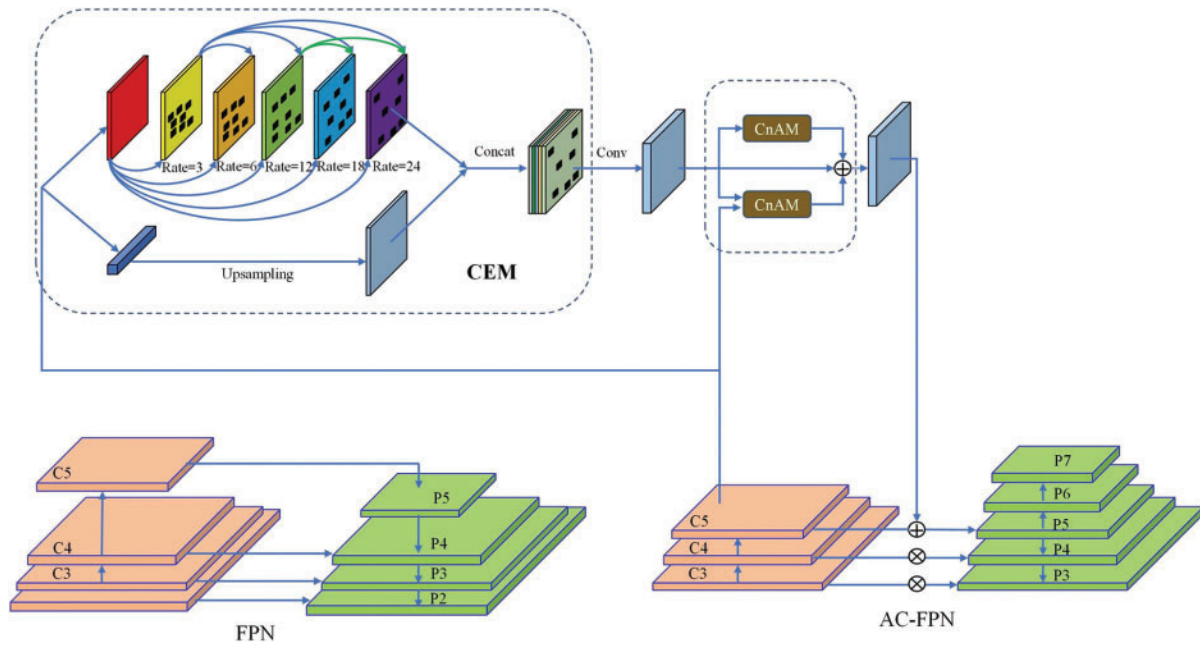 Rate=3
Rate=6
Rate=12
Rate=18
Rate=24
Concat
Conv
CnAM
CnAM
Upsampling
CEM
C5
C4
C3
P5
P4
P3
P2
FPN
C5
C4
C3
P7
P6
P5
P4
P3
AC-FPN